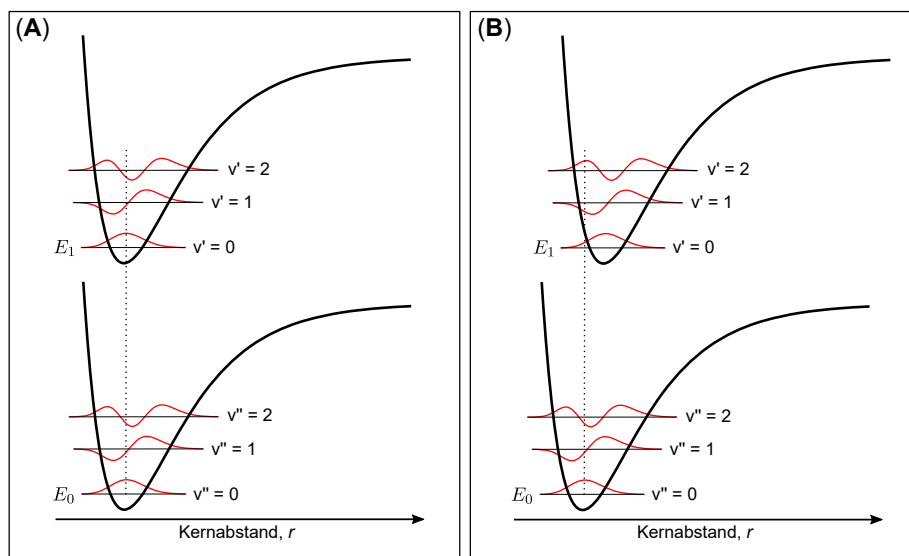 (A)
v' = 2
v' = 1
E₁ v' = 0
v" = 2
v" = 1
E₀ v" = 0
Kernabstand, r
(B)
v' = 2
v' = 1
E₁ v' = 0
v" = 2
v" = 1
E₀ v" = 0
Kernabstand, r